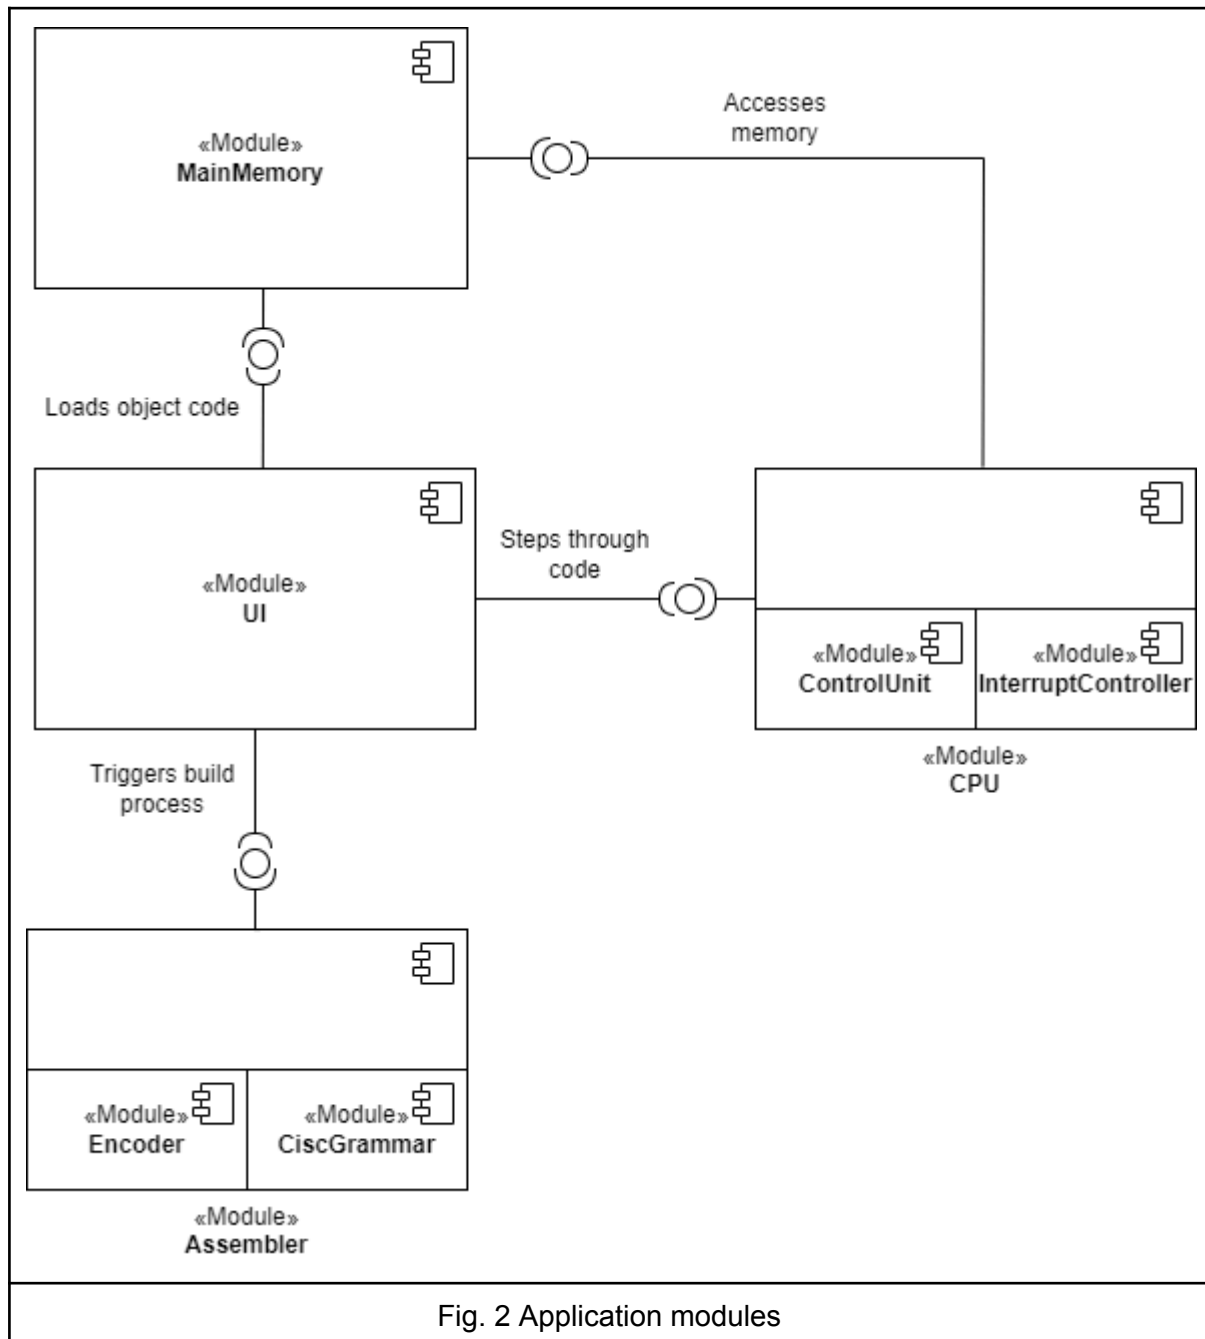 «Module»
MainMemory
Accesses
memory
Loads object code
«Module»
UI
Steps through
code
«Module»
ControlUnit
«Module»
InterruptController
«Module»
CPU
Triggers build
process
«Module»
Encoder
«Module»
CiscGrammar
«Module»
Assembler
Fig. 2 Application modules